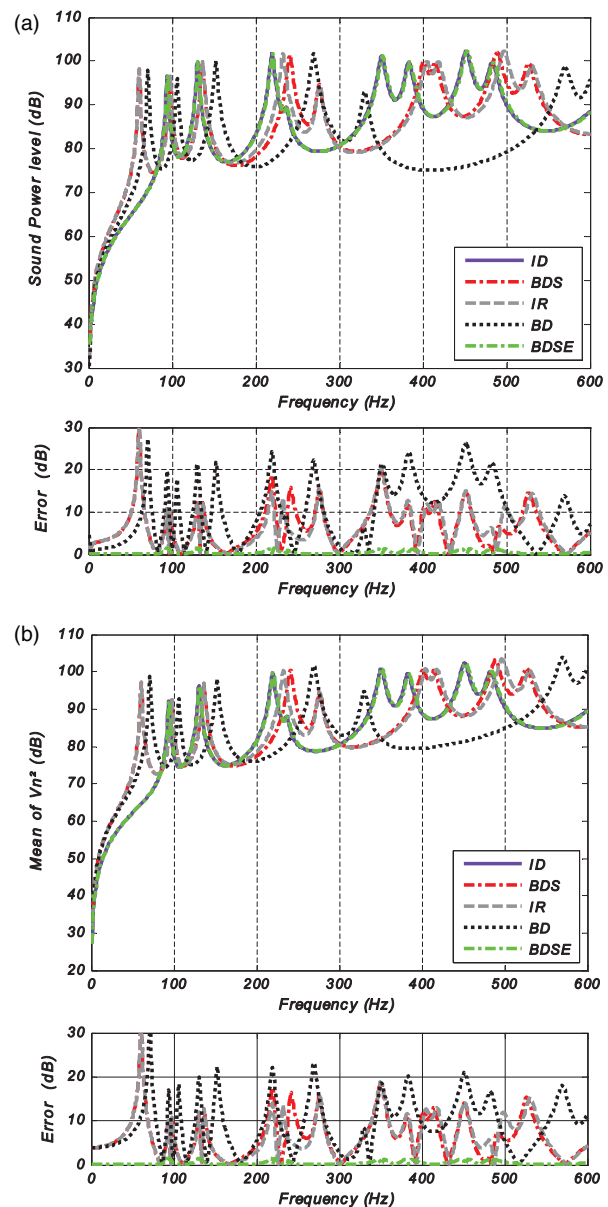 (a)
110
100
90
80
70
60
50
40
30
Sound Power level (dB)
ID
BDS
IR
BD
BDSE
0 100 200 300 400 500 600
Frequency (Hz)
30
20
10
0
Error (dB)
0 100 200 300 400 500 600
Frequency (Hz)
(b)
110
100
90
80
70
60
50
40
30
20
Mean of Vn² (dB)
ID
BDS
IR
BD
BDSE
0 100 200 300 400 500 600
Frequency (Hz)
30
20
10
0
Error (dB)
0 100 200 300 400 500 600
Frequency (Hz)